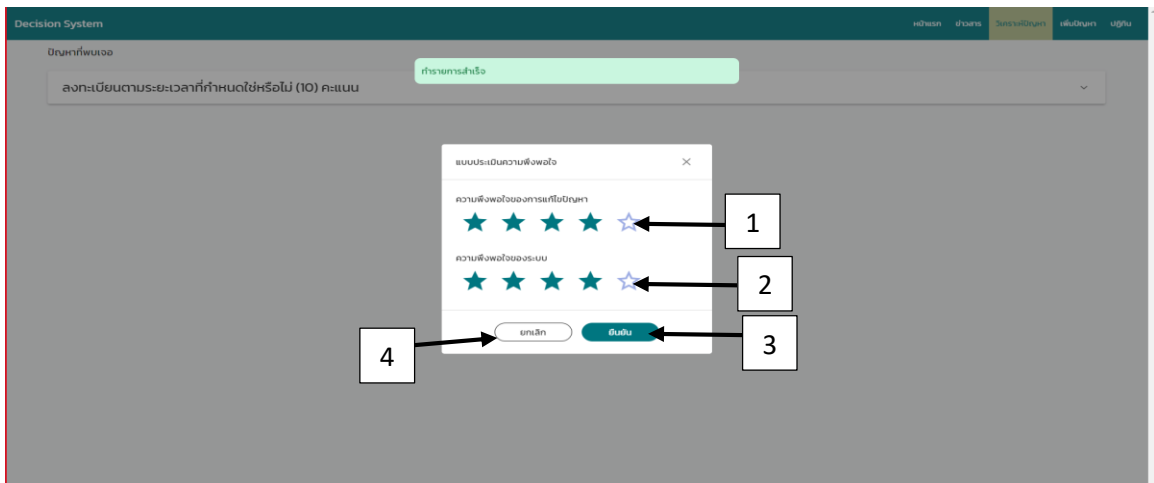 Decision System
หน้าแรก ข่าวสาร วิเคราะห์ปัญหา เพิ่มปัญหา ปฏิทิน
ปัญหาที่พบเจอ
ทำรายการสำเร็จ
ลงทะเบียนตามระยะเวลาที่กำหนดใช่หรือไม่ (10) คะแนน
แบบประเมินความพึงพอใจ
ความพึงพอใจของการแก้ไขปัญหา
1
ความพึงพอใจของระบบ
2
ยกเลิก ยืนยัน
3
4